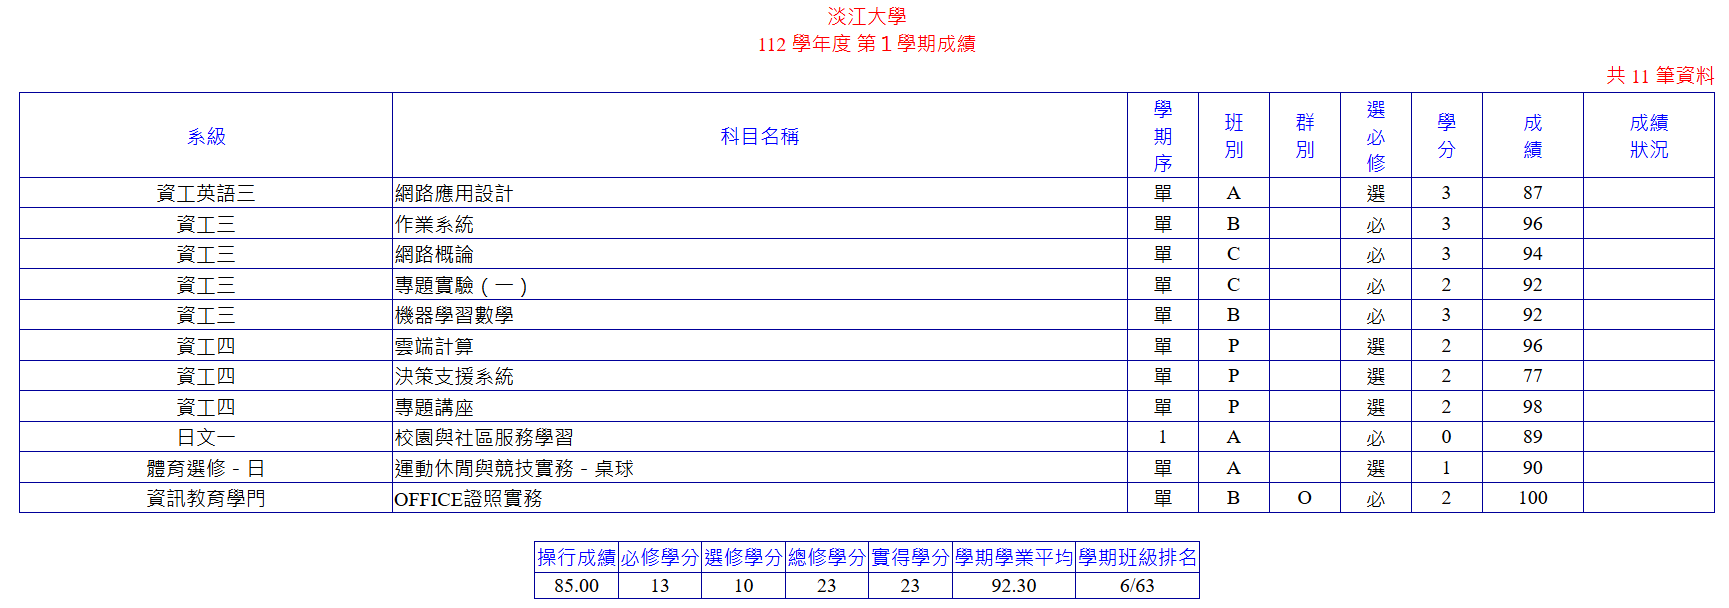 淡江大學
112 學年度 第 1 學期成績
共 11 筆資料
系級 科目名稱 學期序 班別 群別 選必修 學分 成績 成績狀況
資工英語三 網路應用設計 單 A 選 3 87
資工三 作業系統 單 B 必 3 96
資工三 網路概論 單 C 必 3 94
資工三 專題實驗（一） 單 C 必 2 92
資工三 機器學習數學 單 B 必 3 92
資工四 雲端計算 單 P 選 2 96
資工四 決策支援系統 單 P 選 2 77
資工四 專題講座 單 P 選 2 98
日文一 校園與社區服務學習 1 A 必 0 89
體育選修－日 運動休閒與競技實務－桌球 單 A 選 1 90
資訊教育學門 OFFICE證照實務 單 B O 必 2 100
操行成績 必修學分 選修學分 總修學分 實得學分 學期學業平均 學期班級排名
85.00 13 10 23 23 92.30 6/63